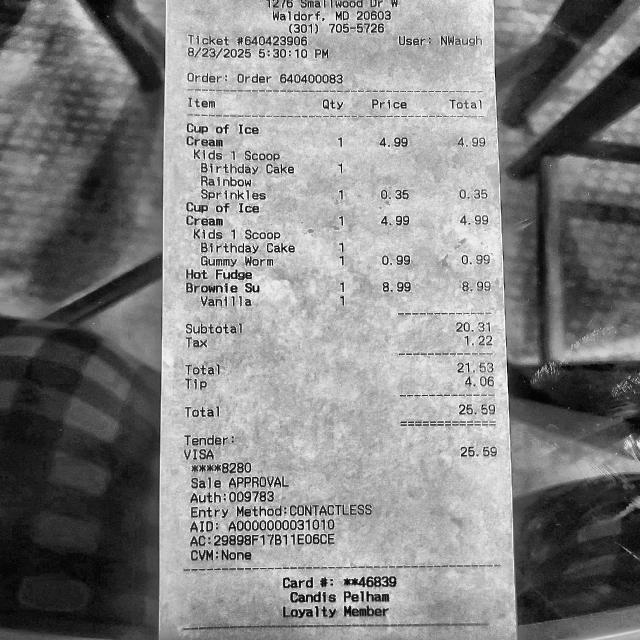 1276 Smallwood Dr W
Waldorf, MD 20603
(301) 705-5726
Ticket #640423906 User: NWaugh
8/23/2025 5:30:10 PM
Order: Order 640400083
Item Qty Price Total
Cup of Ice
Cream 1 4.99 4.99
Kids 1 Scoop
Birthday Cake 1
Rainbow
Sprinkles 1 0.35 0.35
Cup of Ice
Cream 1 4.99 4.99
Kids 1 Scoop
Birthday Cake 1
Gummy Worm 1 0.99 0.99
Hot Fudge
Brownie Su 1 8.99 8.99
Vanilla 1
Subtotal 20.31
Tax 1.22
Total 21.53
Tip 4.06
Total 25.59
Tender:
VISA 25.59
****8280
Sale APPROVAL
Auth:009783
Entry Method:CONTACTLESS
AID: A0000000031010
AC:29898F17B11E06CE
CVM:None
Card #: **46839
Candis Pelham
Loyalty Member